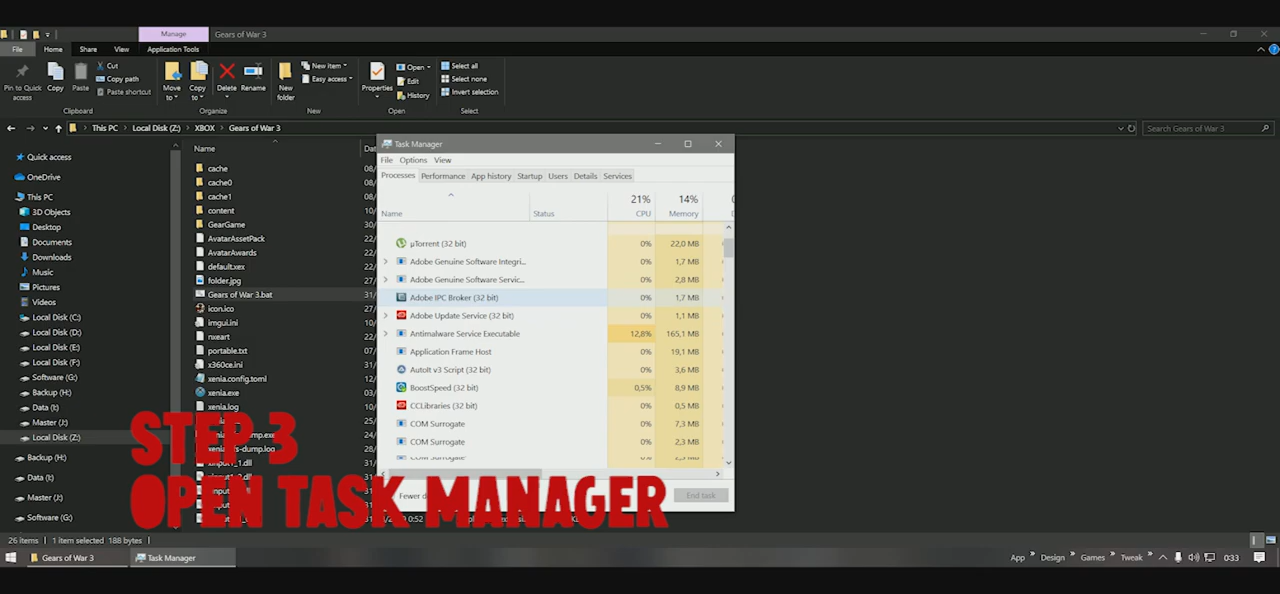 Manage
Gears of War 3
File
Home
Share
View
Application Tools
Pin to Quick access
Copy
Paste
Cut
Copy path
Paste shortcut
Move to
Copy to
Delete
Rename
New folder
New item
Easy access
Properties
Open
Edit
History
Select all
Select none
Invert selection
Clipboard
Organize
New
Open
Select
This PC
Local Disk (Z:)
XBOX
Gears of War 3
Search Gears of War 3
Quick access
OneDrive
This PC
3D Objects
Desktop
Documents
Downloads
Music
Pictures
Videos
Local Disk (C:)
Local Disk (D:)
Local Disk (E:)
Local Disk (F:)
Software (G:)
Backup (H:)
Data (I:)
Master (J:)
Local Disk (Z:)
Backup (H:)
Data (I:)
Master (J:)
Software (G:)
Name
cache
cache0
cache1
content
GearGame
AvatarAssetPack
AvatarAwards
default.xex
folder.jpg
Gears of War 3.bat
icon.ico
imgui.ini
nxeart
portable.txt
x360ce.ini
xenia.config.toml
xenia.exe
xenia.log
Task Manager
File Options View
Processes Performance App history Startup Users Details Services
21% 14%
Name Status CPU Memory
µTorrent (32 bit) 0% 22,0 MB
Adobe Genuine Software Integri... 0% 1,7 MB
Adobe Genuine Software Servic... 0% 2,8 MB
Adobe IPC Broker (32 bit) 0% 1,7 MB
Adobe Update Service (32 bit) 0% 1,1 MB
Antimalware Service Executable 12,8% 165,1 MB
Application Frame Host 0% 19,1 MB
AutoIt v3 Script (32 bit) 0% 3,6 MB
BoostSpeed (32 bit) 0,5% 8,9 MB
CCLibraries (32 bit) 0% 0,5 MB
COM Surrogate 0% 7,3 MB
COM Surrogate 0% 2,3 MB
Fewer
End task
STEP 3
OPEN TASK MANAGER
26 items
1 item selected 188 bytes
Gears of War 3
Task Manager
App
Design
Games
Tweak
0:33